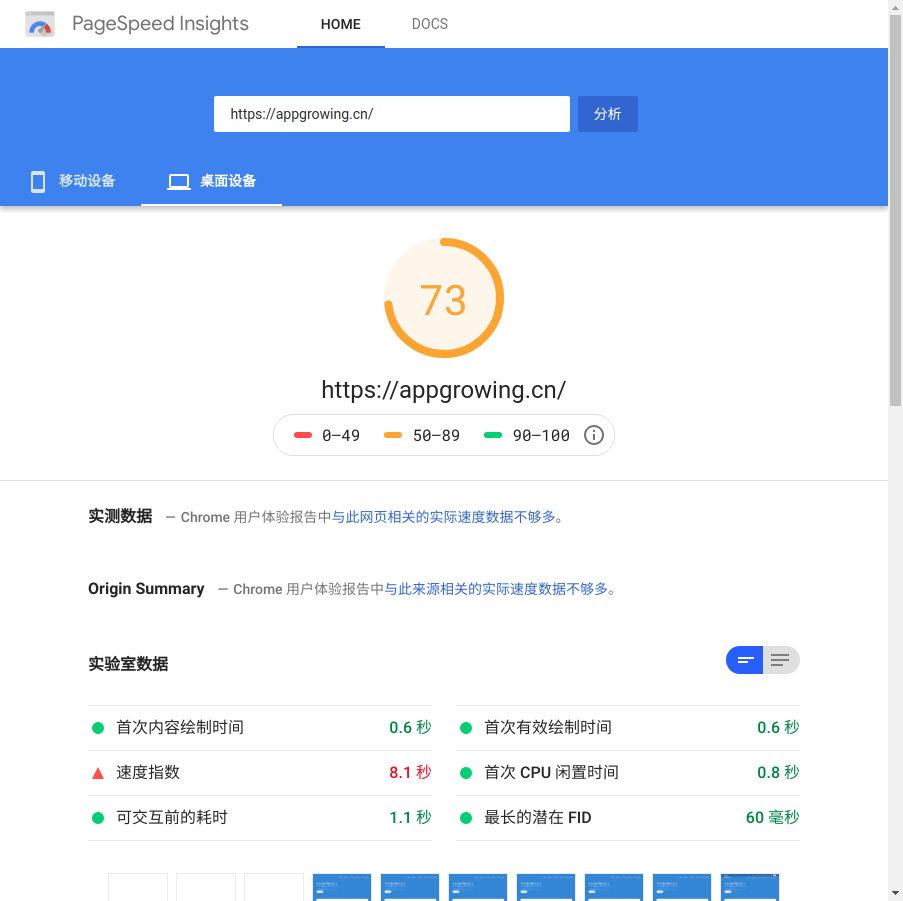 PageSpeed Insights
HOME
DOCS
https://appgrowing.cn/
分析
移动设备
桌面设备
73
https://appgrowing.cn/
0–49
50–89
90–100
实测数据 — Chrome 用户体验报告中与此网页相关的实际速度数据不够多。
Origin Summary — Chrome 用户体验报告中与此来源相关的实际速度数据不够多。
实验室数据
首次内容绘制时间 0.6 秒
首次有效绘制时间 0.6 秒
速度指数 8.1 秒
首次 CPU 闲置时间 0.8 秒
可交互前的耗时 1.1 秒
最长的潜在 FID 60 毫秒